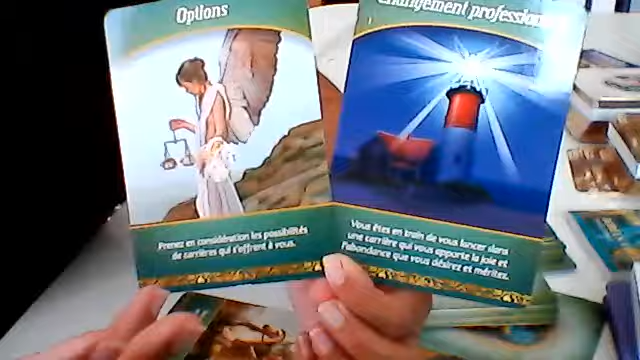 Options
Prenez en considération les possibilités
de carrières qui s'offrent à vous.
Changement professionnel
Vous êtes en train de vous lancer dans
une carrière qui vous apporte la joie et
l'abondance que vous désirez et méritez.